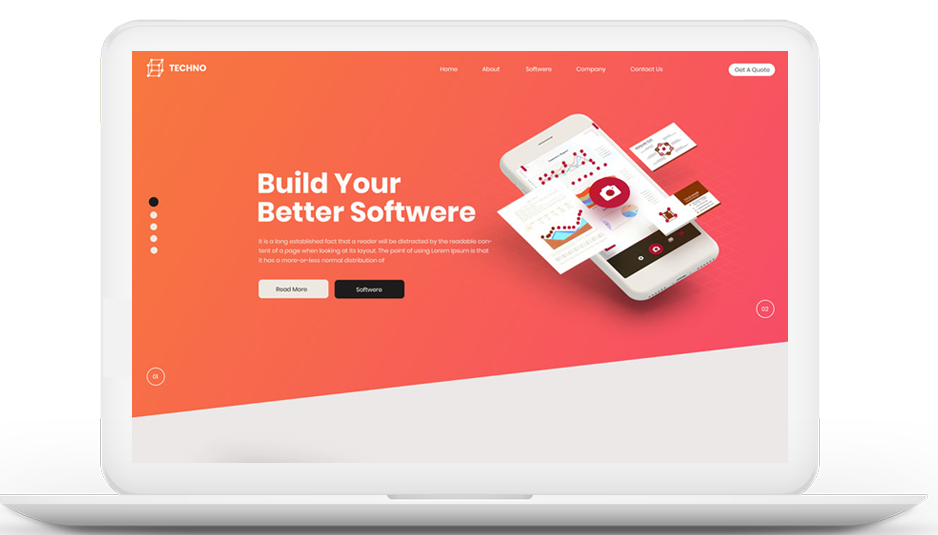 TECHNO
Home About Softwere Company Contact Us
Get A Quote
Build Your
Better Softwere
It is a long established fact that a reader will be distracted by the readable con-
tent of a page when looking at its layout. The point of using Lorem Ipsum is that
it has a more-or-less normal distribution of
Read More Softwere
02
01